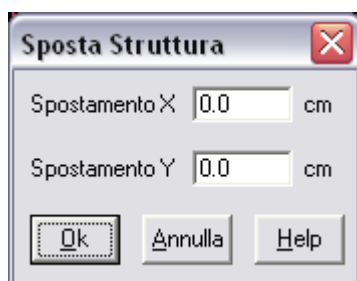 Sposta Struttura
Spostamento X 0.0 cm
Spostamento Y 0.0 cm
Ok Annulla Help